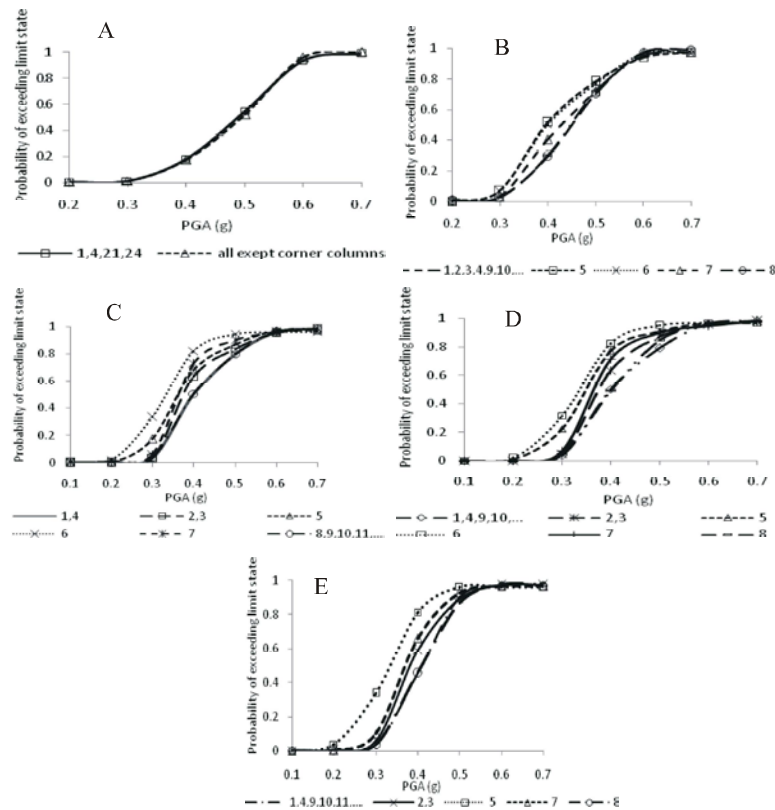 A
Probability of exceeding limit state
1
0.8
0.6
0.4
0.2
0
0.2 0.3 0.4 0.5 0.6 0.7
PGA (g)
1,4,21,24 all exept corner columns
B
Probability of exceeding limit state
1
0.8
0.6
0.4
0.2
0
0.2 0.3 0.4 0.5 0.6 0.7
PGA (g)
1,2,3,4,9,10,... 5 6 7 8
C
Probability of exceeding limit state
1
0.8
0.6
0.4
0.2
0
0.1 0.2 0.3 0.4 0.5 0.6 0.7
PGA (g)
1,4 2,3 5
6 7 8,9,10,11,...
D
Probability of exceeding limit state
1
0.8
0.6
0.4
0.2
0
0.1 0.2 0.3 0.4 0.5 0.6 0.7
PGA (g)
1,4,9,10,... 2,3 5
6 7 8
E
Probability of exceeding limit state
1
0.8
0.6
0.4
0.2
0
0.1 0.2 0.3 0.4 0.5 0.6 0.7
PGA (g)
1,4,9,10,11,... 2,3 5 7 8